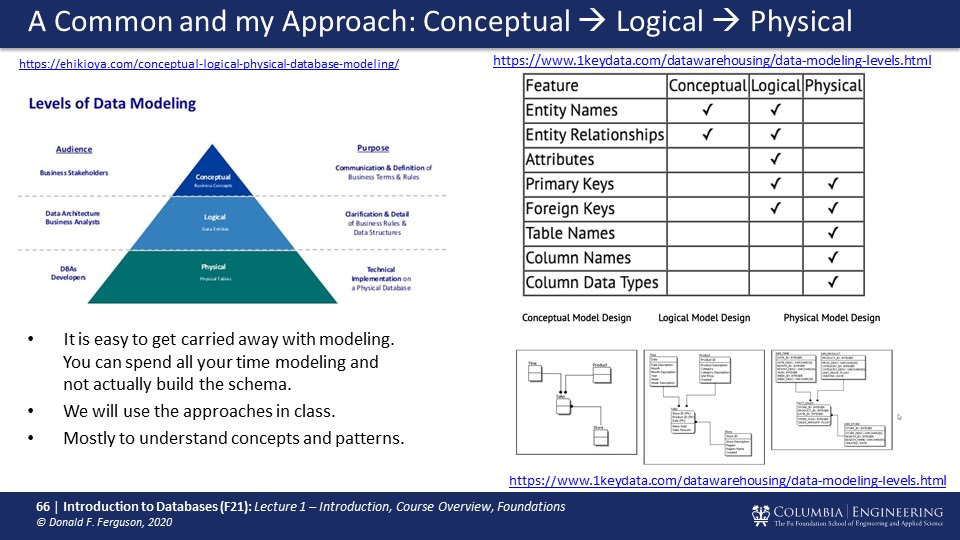 A Common and my Approach: Conceptual → Logical → Physical
https://ehikioya.com/conceptual-logical-physical-database-modeling/
https://www.1keydata.com/datawarehousing/data-modeling-levels.html
Levels of Data Modeling
Audience
Purpose
Business Stakeholders
Conceptual
Business Concepts
Communication & Definition of
Business Terms & Rules
Data Architecture
Business Analysts
Logical
Data Entities
Clarification & Detail
of Business Rules &
Data Structures
DBAs
Developers
Physical
Physical Tables
Technical
Implementation on
a Physical Database
Feature Conceptual Logical Physical
Entity Names ✓ ✓
Entity Relationships ✓ ✓
Attributes ✓
Primary Keys ✓ ✓
Foreign Keys ✓ ✓
Table Names ✓
Column Names ✓
Column Data Types ✓
• It is easy to get carried away with modeling.
You can spend all your time modeling and
not actually build the schema.
• We will use the approaches in class.
• Mostly to understand concepts and patterns.
Conceptual Model Design Logical Model Design Physical Model Design
Time
Product
Sales
Store
https://www.1keydata.com/datawarehousing/data-modeling-levels.html
66 | Introduction to Databases (F21): Lecture 1 – Introduction, Course Overview, Foundations
© Donald F. Ferguson, 2020
COLUMBIA | ENGINEERING
The Fu Foundation School of Engineering and Applied Science